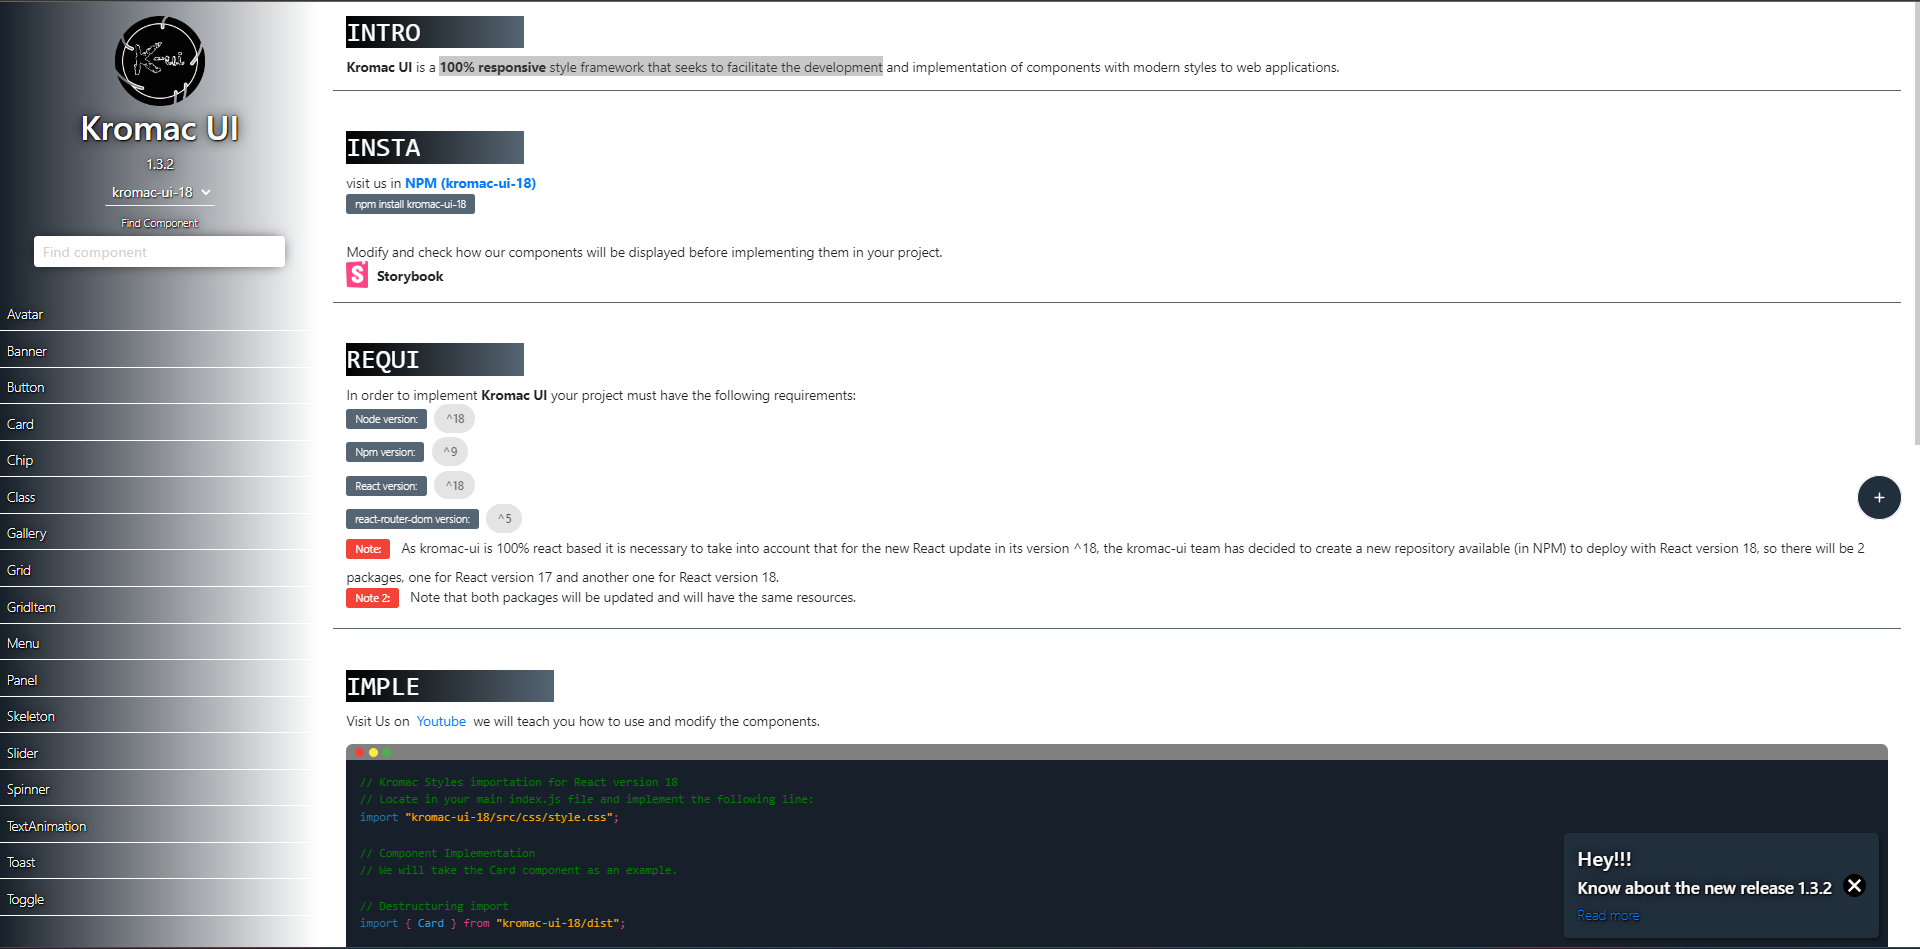 K-ui
Kromac UI
1.3.2
kromac-ui-18
Find Component
Find component
Avatar
Banner
Button
Card
Chip
Class
Gallery
Grid
GridItem
Menu
Panel
Skeleton
Slider
Spinner
TextAnimation
Toast
Toggle
INTRO
Kromac UI is a 100% responsive style framework that seeks to facilitate the development and implementation of components with modern styles to web applications.
INSTA
visit us in NPM (kromac-ui-18)
npm install kromac-ui-18
Modify and check how our components will be displayed before implementing them in your project.
S Storybook
REQUI
In order to implement Kromac UI your project must have the following requirements:
Node version: ^18
Npm version: ^9
React version: ^18
react-router-dom version: ^5
Note: As kromac-ui is 100% react based it is necessary to take into account that for the new React update in its version ^18, the kromac-ui team has decided to create a new repository available (in NPM) to deploy with React version 18, so there will be 2
packages, one for React version 17 and another one for React version 18.
Note 2: Note that both packages will be updated and will have the same resources.
+
IMPLE
Visit Us on Youtube we will teach you how to use and modify the components.
// Kromac Styles importation for React version 18
// Locate in your main index.js file and implement the following line:
import "kromac-ui-18/src/css/style.css";
// Component Implementation
// We will take the Card component as an example.
// Destructuring import
import { Card } from "kromac-ui-18/dist";
Hey!!!
Know about the new release 1.3.2
Read more